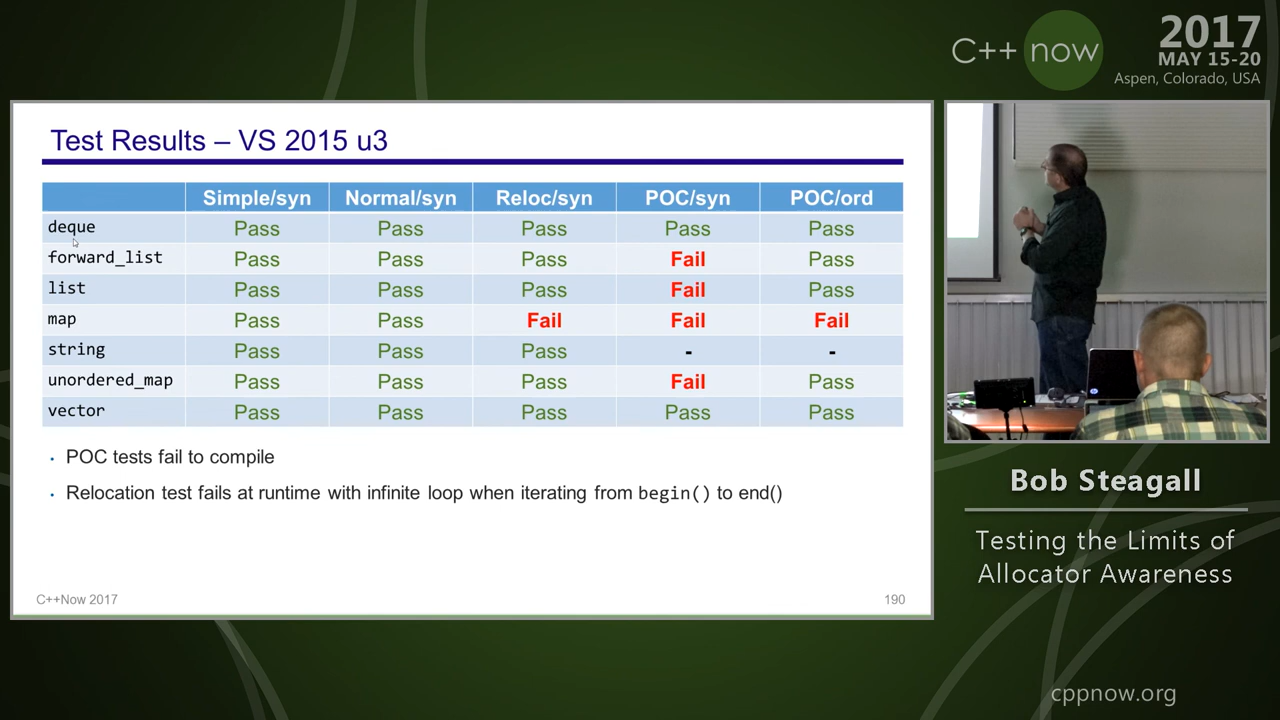 C++ now
2017
MAY 15-20
Aspen, Colorado, USA
Test Results – VS 2015 u3
Simple/syn Normal/syn Reloc/syn POC/syn POC/ord
deque Pass Pass Pass Pass Pass
forward_list Pass Pass Pass Fail Pass
list Pass Pass Pass Fail Pass
map Pass Pass Fail Fail Fail
string Pass Pass Pass - -
unordered_map Pass Pass Pass Fail Pass
vector Pass Pass Pass Pass Pass
• POC tests fail to compile
• Relocation test fails at runtime with infinite loop when iterating from begin() to end()
C++Now 2017 190
Bob Steagall
Testing the Limits of
Allocator Awareness
cppnow.org